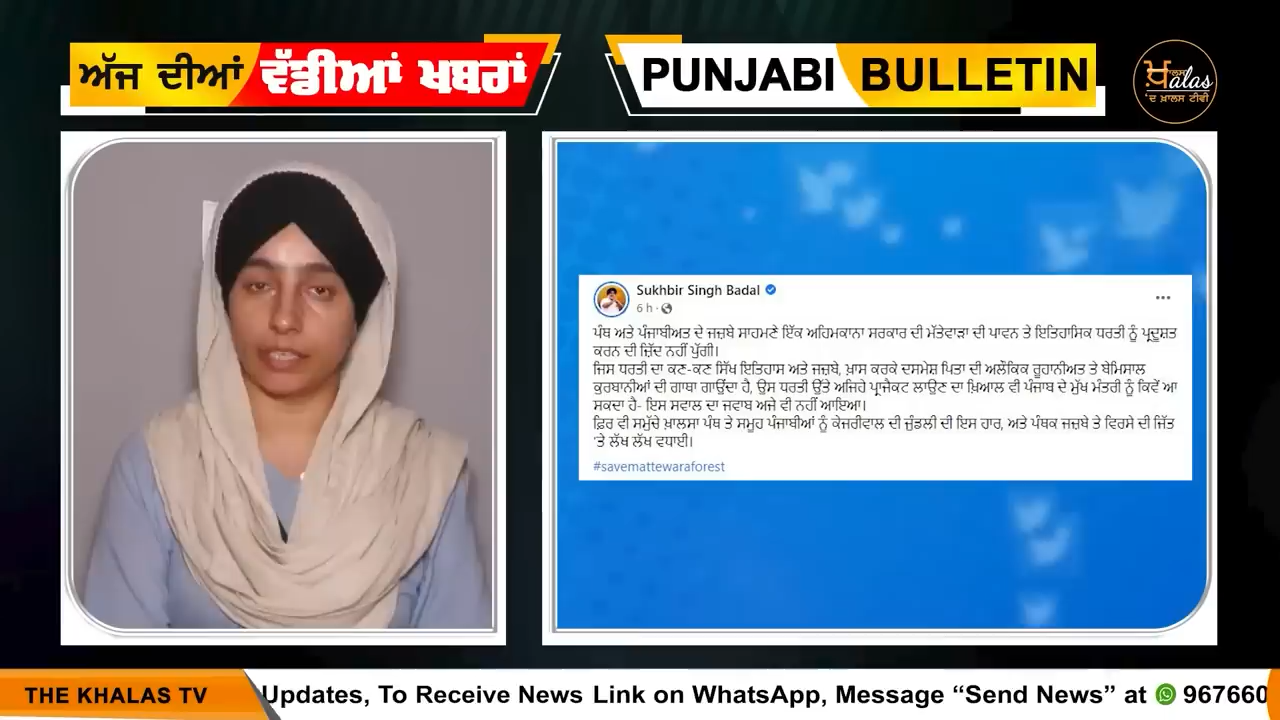 ਅੱਜ ਦੀਆਂ ਵੱਡੀਆਂ ਖਬਰਾਂ
PUNJABI BULLETIN
ਖ਼ਾਲਸ
alas
'ਦ ਖ਼ਾਲਸ ਟੀਵੀ
Sukhbir Singh Badal
6 h
ਪੰਥ ਅਤੇ ਪੰਜਾਬੀਅਤ ਦੇ ਜਜ਼ਬੇ ਸਾਹਮਣੇ ਇੱਕ ਅਹਿਮਕਾਨਾ ਸਰਕਾਰ ਦੀ ਮੱਤੇਵਾੜਾ ਦੀ ਪਾਵਨ ਤੇ ਇਤਿਹਾਸਿਕ ਧਰਤੀ ਨੂੰ ਪ੍ਰਦੂਸ਼ਤ
ਕਰਨ ਦੀ ਜ਼ਿੱਦ ਨਹੀਂ ਪੁੱਗੀ।
ਜਿਸ ਧਰਤੀ ਦਾ ਕਣ-ਕਣ ਸਿੱਖ ਇਤਿਹਾਸ ਅਤੇ ਜਜ਼ਬੇ, ਖ਼ਾਸ ਕਰਕੇ ਦਸਮੇਸ਼ ਪਿਤਾ ਦੀ ਅਲੌਕਿਕ ਰੂਹਾਨੀਅਤ ਤੇ ਬੇਮਿਸਾਲ
ਕੁਰਬਾਨੀਆਂ ਦੀ ਗਾਥਾ ਗਾਉਂਦਾ ਹੈ, ਉਸ ਧਰਤੀ ਉੱਤੇ ਅਜਿਹੇ ਪ੍ਰਾਜੈਕਟ ਲਾਉਣ ਦਾ ਖ਼ਿਆਲ ਵੀ ਪੰਜਾਬ ਦੇ ਮੁੱਖ ਮੰਤਰੀ ਨੂੰ ਕਿਵੇਂ ਆ
ਸਕਦਾ ਹੈ- ਇਸ ਸਵਾਲ ਦਾ ਜਵਾਬ ਅਜੇ ਵੀ ਨਹੀਂ ਆਇਆ।
ਫ਼ਿਰ ਵੀ ਸਮੁੱਚੇ ਖ਼ਾਲਸਾ ਪੰਥ ਤੇ ਸਮੂਹ ਪੰਜਾਬੀਆਂ ਨੂੰ ਕੇਜਰੀਵਾਲ ਦੀ ਜੁੰਡਲੀ ਦੀ ਇਸ ਹਾਰ, ਅਤੇ ਪੰਥਕ ਜਜ਼ਬੇ ਤੇ ਵਿਰਸੇ ਦੀ ਜਿੱਤ
'ਤੇ ਲੱਖ ਲੱਖ ਵਧਾਈ।
#savemattewaraforest
THE KHALAS TV
Updates, To Receive News Link on WhatsApp, Message “Send News” at 967660